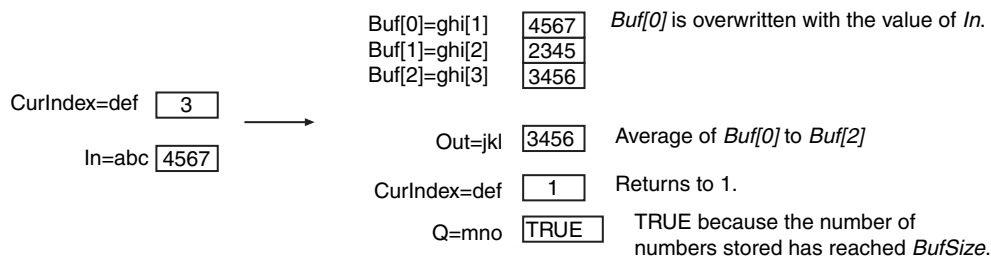 Buf[0]=ghi[1] 4567 Buf[0] is overwritten with the value of In.
Buf[1]=ghi[2] 2345
Buf[2]=ghi[3] 3456
CurIndex=def 3
In=abc 4567
Out=jkl 3456 Average of Buf[0] to Buf[2]
CurIndex=def 1 Returns to 1.
Q=mno TRUE TRUE because the number of
numbers stored has reached BufSize.